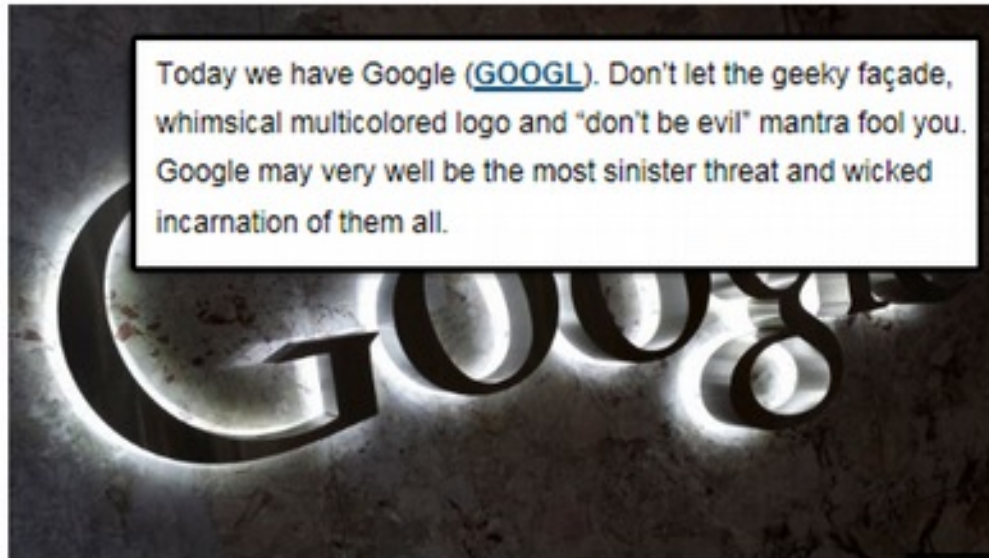 Today we have Google (GOOGL). Don't let the geeky façade,
whimsical multicolored logo and “don't be evil” mantra fool you.
Google may very well be the most sinister threat and wicked
incarnation of them all.
Google